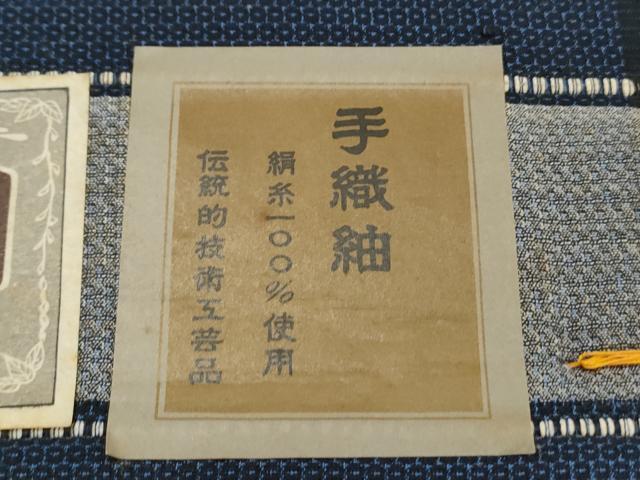 手織紬
絹糸一〇〇%使用
伝統的技術工芸品